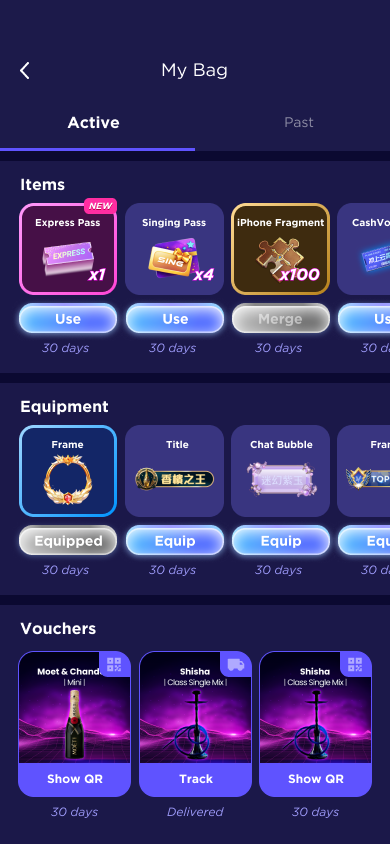 My Bag
Active
Past
Items
NEW
Express Pass
EXPRESS
x1
Use
30 days
Singing Pass
SING
x4
Use
30 days
iPhone Fragment
x100
Merge
30 days
CashVo
Us
30 d
Equipment
Frame
Equipped
30 days
Title
香檳之王
Equip
30 days
Chat Bubble
Equip
30 days
Fram
TOP
Equ
30 d
Vouchers
Moet & Chand
| Mini |
MOËT
Show QR
30 days
Shisha
| Class Single Mix |
Track
Delivered
Shisha
| Class Single Mix |
Show QR
30 days